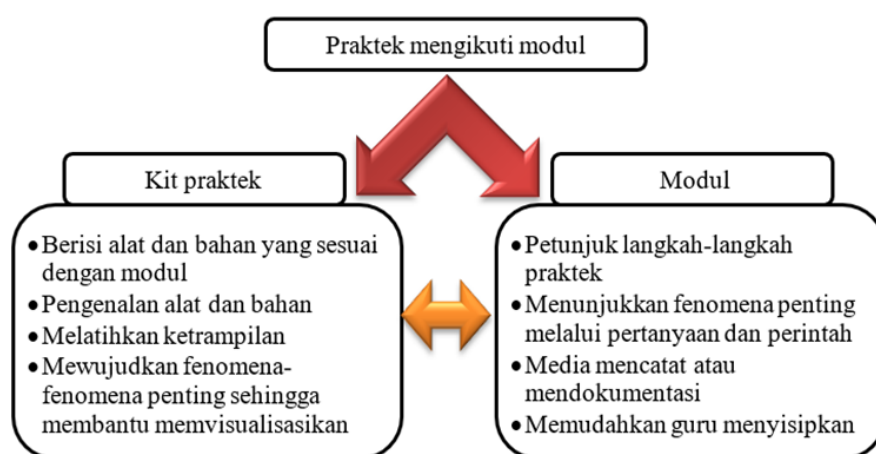 Praktek mengikuti modul
Kit praktek
•Berisi alat dan bahan yang sesuai
dengan modul
•Pengenalan alat dan bahan
•Melatihkan ketrampilan
•Mewujudkan fenomena-
fenomena penting sehingga
membantu memvisualisasikan
Modul
•Petunjuk langkah-langkah
praktek
•Menunjukkan fenomena penting
melalui pertanyaan dan perintah
•Media mencatat atau
mendokumentasi
•Memudahkan guru menyisipkan